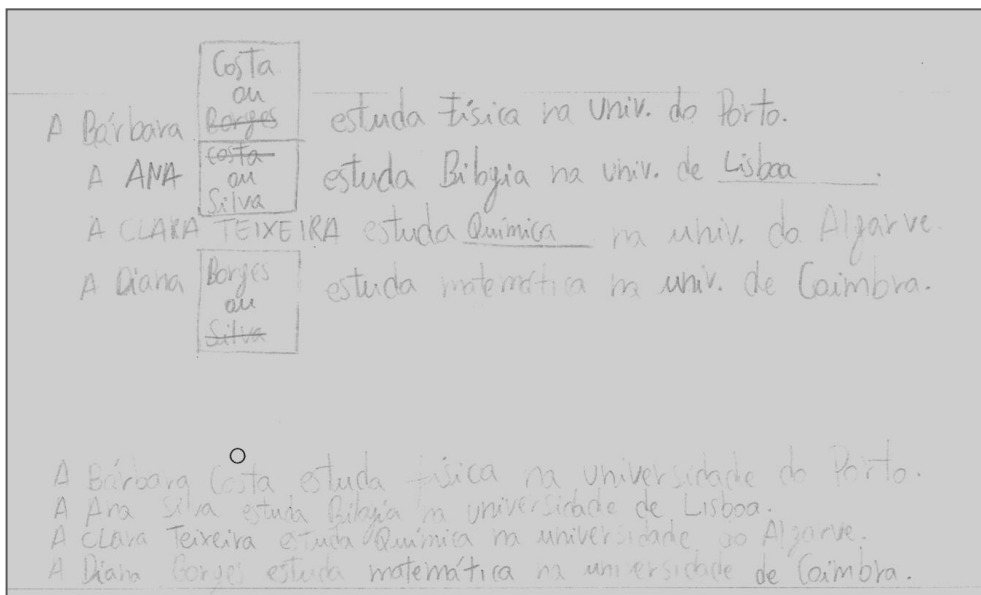 Costa
ou
A Bárbara Borges estuda Física na univ. do Porto.
Costa
A ANA ou estuda Biologia na univ. de Lisboa.
Silva
A CLARA TEIXEIRA estuda Química na univ. do Algarve.
A Diana Borges estuda matemática na univ. de Coimbra.
ou
Silva
A Bárbara Costa estuda física na universidade do Porto.
A Ana Silva estuda Biologia na universidade de Lisboa.
A Clara Teixeira estuda Química na universidade do Algarve.
A Diana Borges estuda matemática na universidade de Coimbra.